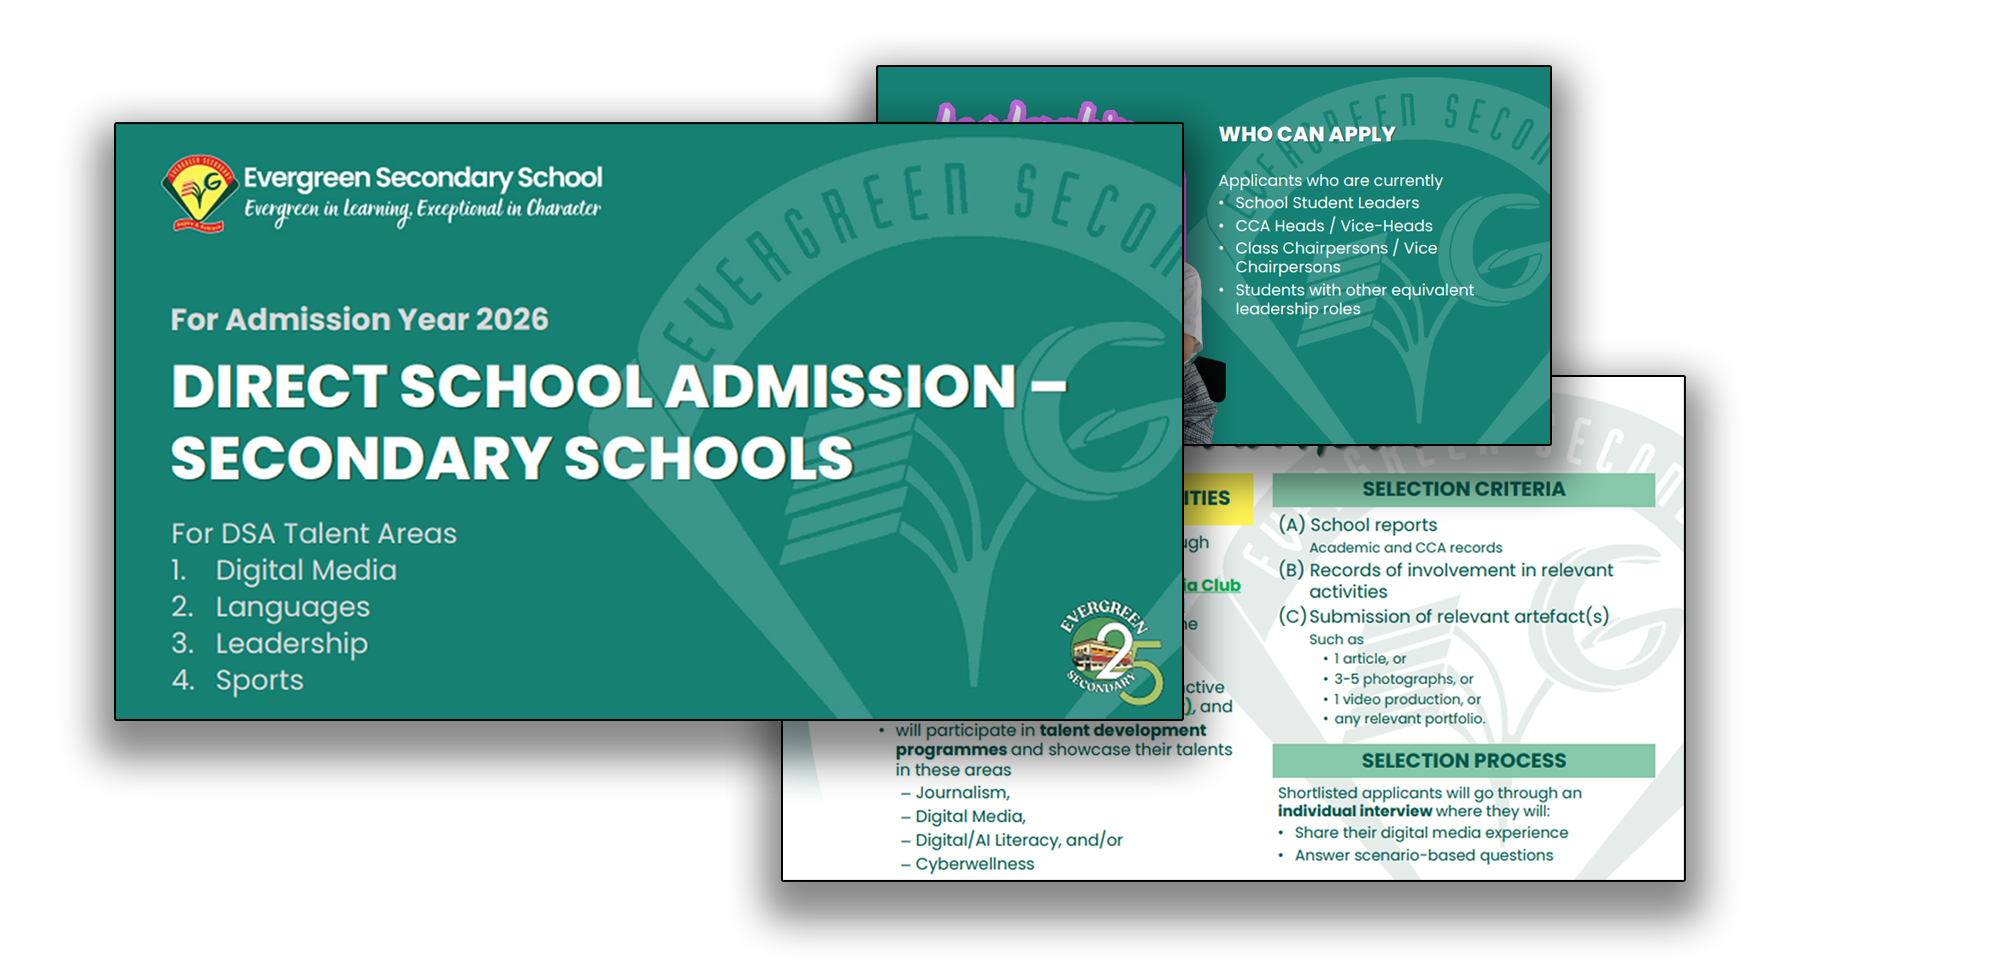 Evergreen Secondary School
Evergreen in Learning, Exceptional in Character
For Admission Year 2026
DIRECT SCHOOL ADMISSION –
SECONDARY SCHOOLS
For DSA Talent Areas
1. Digital Media
2. Languages
3. Leadership
4. Sports
EVERGREEN
25
SECONDARY
EVERGREEN SECON
WHO CAN APPLY
Applicants who are currently
• School Student Leaders
• CCA Heads / Vice-Heads
• Class Chairpersons / Vice
Chairpersons
• Students with other equivalent
leadership roles
EVERGREEN SECON
ITIES
ugh
ia Club
ne
ctive
), and
• will participate in talent development
programmes and showcase their talents
in these areas
– Journalism,
– Digital Media,
– Digital/AI Literacy, and/or
– Cyberwellness
SELECTION CRITERIA
(A) School reports
Academic and CCA records
(B) Records of involvement in relevant
activities
(C) Submission of relevant artefact(s)
Such as
• 1 article, or
• 3-5 photographs, or
• 1 video production, or
• any relevant portfolio.
SELECTION PROCESS
Shortlisted applicants will go through an
individual interview where they will:
• Share their digital media experience
• Answer scenario-based questions